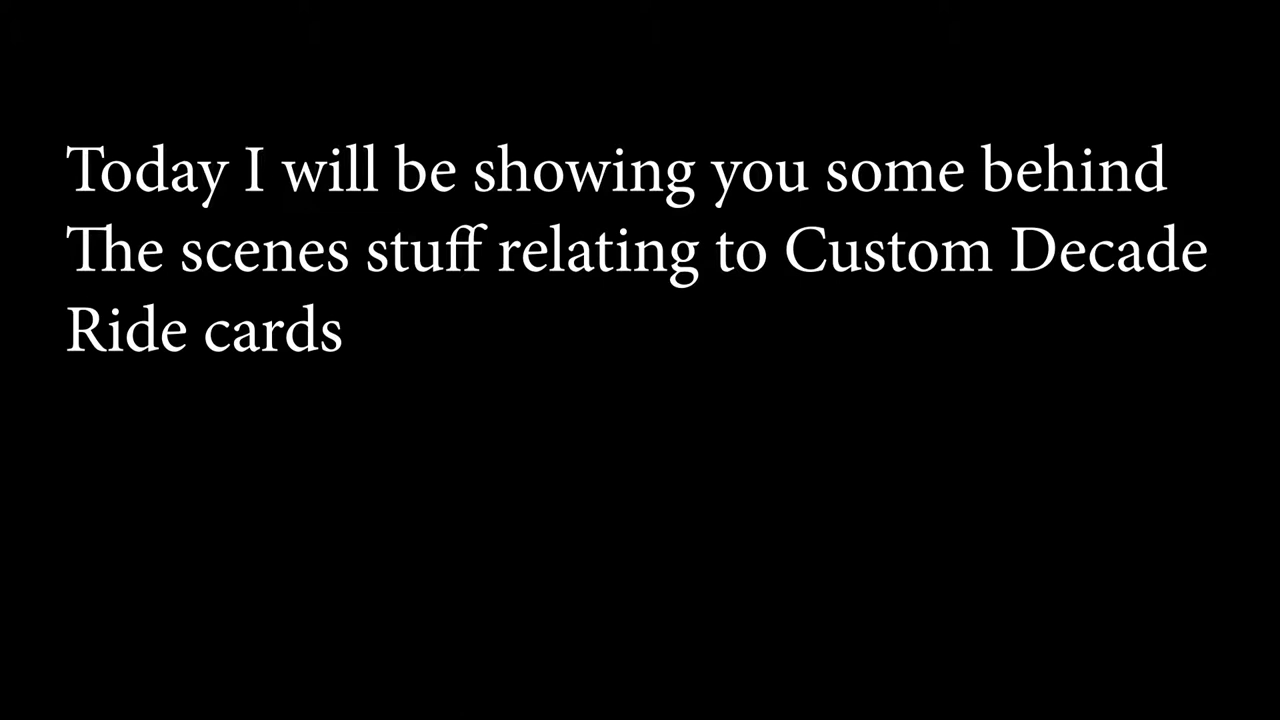 Today I will be showing you some behind
The scenes stuff relating to Custom Decade
Ride cards